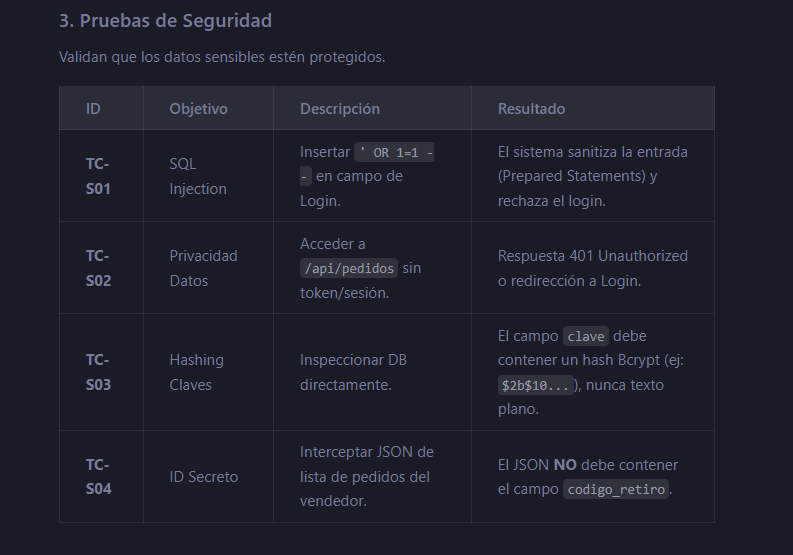 3. Pruebas de Seguridad
Validan que los datos sensibles estén protegidos.
ID Objetivo Descripción Resultado
TC-
S01
SQL
Injection
Insertar ' OR 1=1 -
- en campo de
Login.
El sistema sanitiza la entrada
(Prepared Statements) y
rechaza el login.
TC-
S02
Privacidad
Datos
Acceder a
/api/pedidos sin
token/sesión.
Respuesta 401 Unauthorized
o redirección a Login.
TC-
S03
Hashing
Claves
Inspeccionar DB
directamente.
El campo clave debe
contener un hash Bcrypt (ej:
$2b$10...), nunca texto
plano.
TC-
S04
ID Secreto
Interceptar JSON de
lista de pedidos del
vendedor.
El JSON NO debe contener
el campo codigo_retiro.